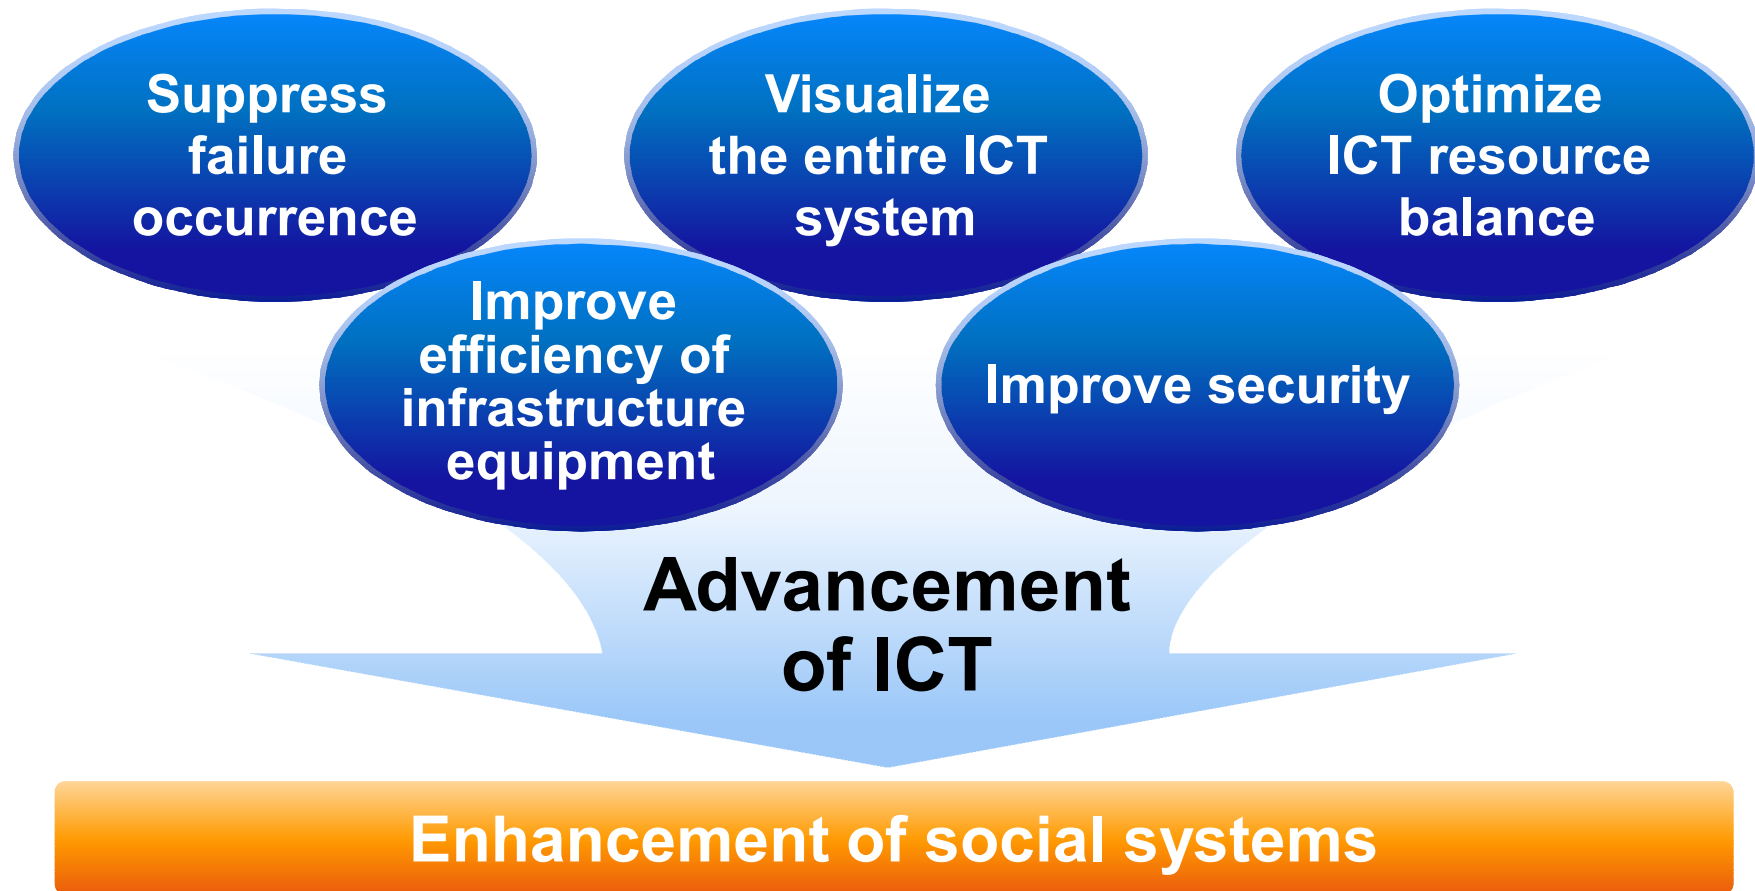 Suppress
failure
occurrence
Visualize
the entire ICT
system
Optimize
ICT resource
balance
Improve
efficiency of
infrastructure
equipment
Improve security
Advancement
of ICT
Enhancement of social systems